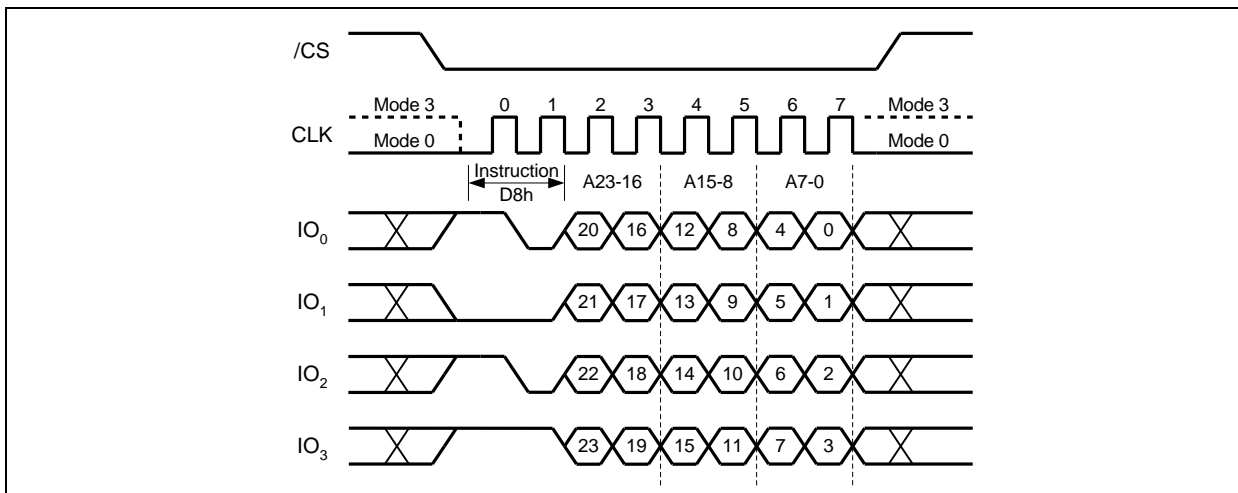 /CS
Mode 3 0 1 2 3 4 5 6 7 Mode 3
CLK
Mode 0 Mode 0
Instruction
D8h
A23-16 A15-8 A7-0
IO0 20 16 12 8 4 0
IO1 21 17 13 9 5 1
IO2 22 18 14 10 6 2
IO3 23 19 15 11 7 3